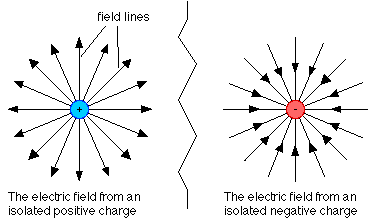 field lines
+
-
The electric field from an
isolated positive charge
The electric field from an
isolated negative charge